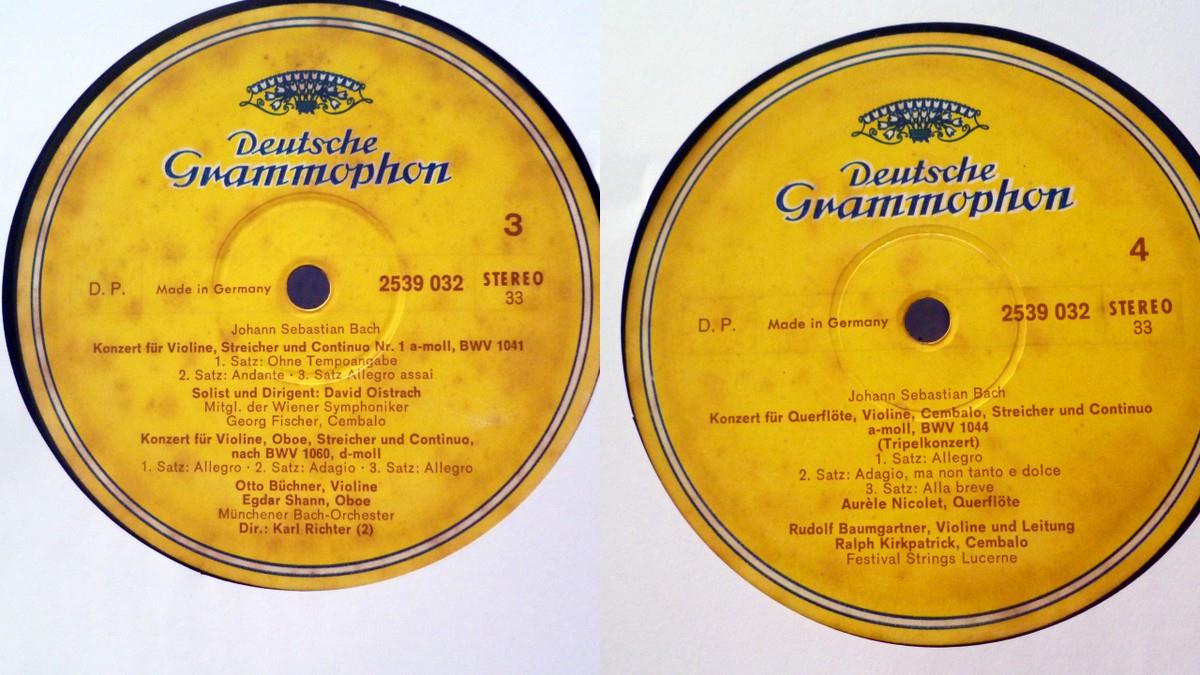 Deutsche
Grammophon
3
D. P. Made in Germany 2539 032 STEREO
33
Johann Sebastian Bach
Konzert für Violine, Streicher und Continuo Nr. 1 a-moll, BWV 1041
1. Satz: Ohne Tempoangabe
2. Satz: Andante · 3. Satz Allegro assai
Solist und Dirigent: David Oistrach
Mitgl. der Wiener Symphoniker
Georg Fischer, Cembalo
Konzert für Violine, Oboe, Streicher und Continuo,
nach BWV 1060, d-moll
1. Satz: Allegro · 2. Satz: Adagio · 3. Satz: Allegro
Otto Büchner, Violine
Egdar Shann, Oboe
Münchener Bach-Orchester
Dir.: Karl Richter (2)
Deutsche
Grammophon
4
D. P. Made in Germany 2539 032 STEREO
33
Johann Sebastian Bach
Konzert für Querflöte, Violine, Cembalo, Streicher und Continuo
a-moll, BWV 1044
(Tripelkonzert)
1. Satz: Allegro
2. Satz: Adagio, ma non tanto e dolce
3. Satz: Alla breve
Aurèle Nicolet, Querflöte
Rudolf Baumgartner, Violine und Leitung
Ralph Kirkpatrick, Cembalo
Festival Strings Lucerne